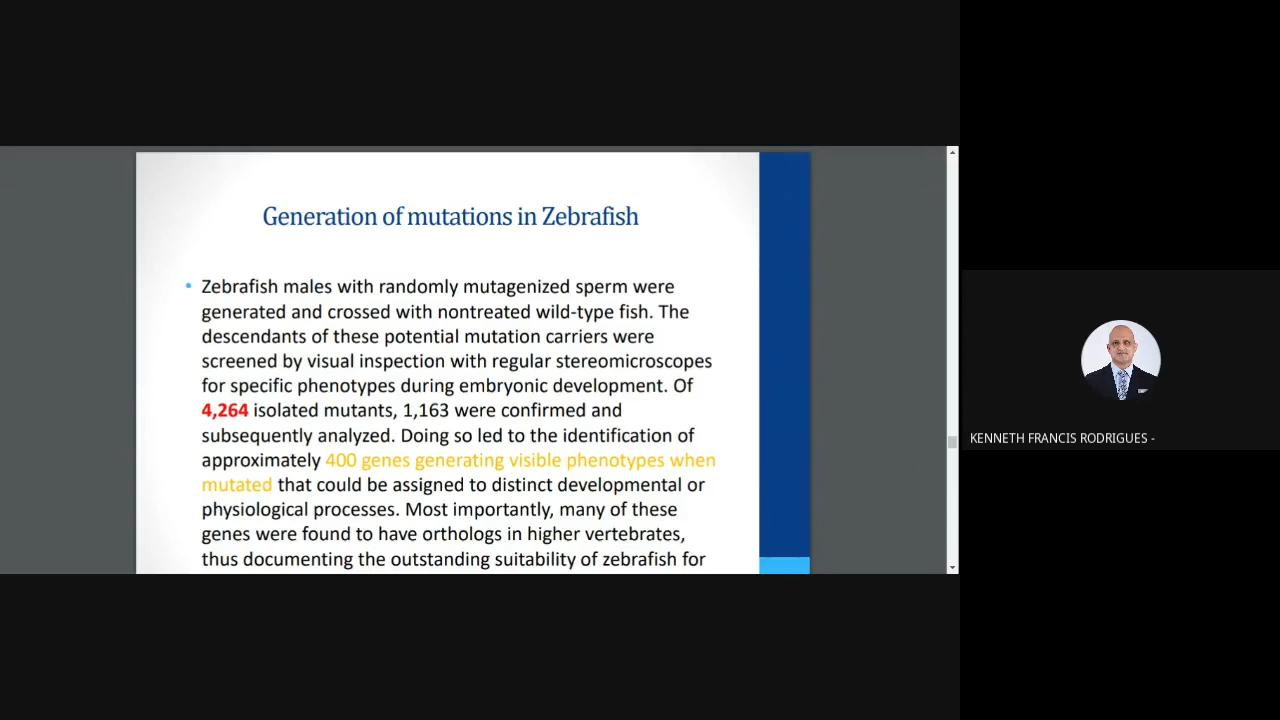 Generation of mutations in Zebrafish
• Zebrafish males with randomly mutagenized sperm were
generated and crossed with nontreated wild-type fish. The
descendants of these potential mutation carriers were
screened by visual inspection with regular stereomicroscopes
for specific phenotypes during embryonic development. Of
4,264 isolated mutants, 1,163 were confirmed and
subsequently analyzed. Doing so led to the identification of
approximately 400 genes generating visible phenotypes when
mutated that could be assigned to distinct developmental or
physiological processes. Most importantly, many of these
genes were found to have orthologs in higher vertebrates,
thus documenting the outstanding suitability of zebrafish for
KENNETH FRANCIS RODRIGUES -